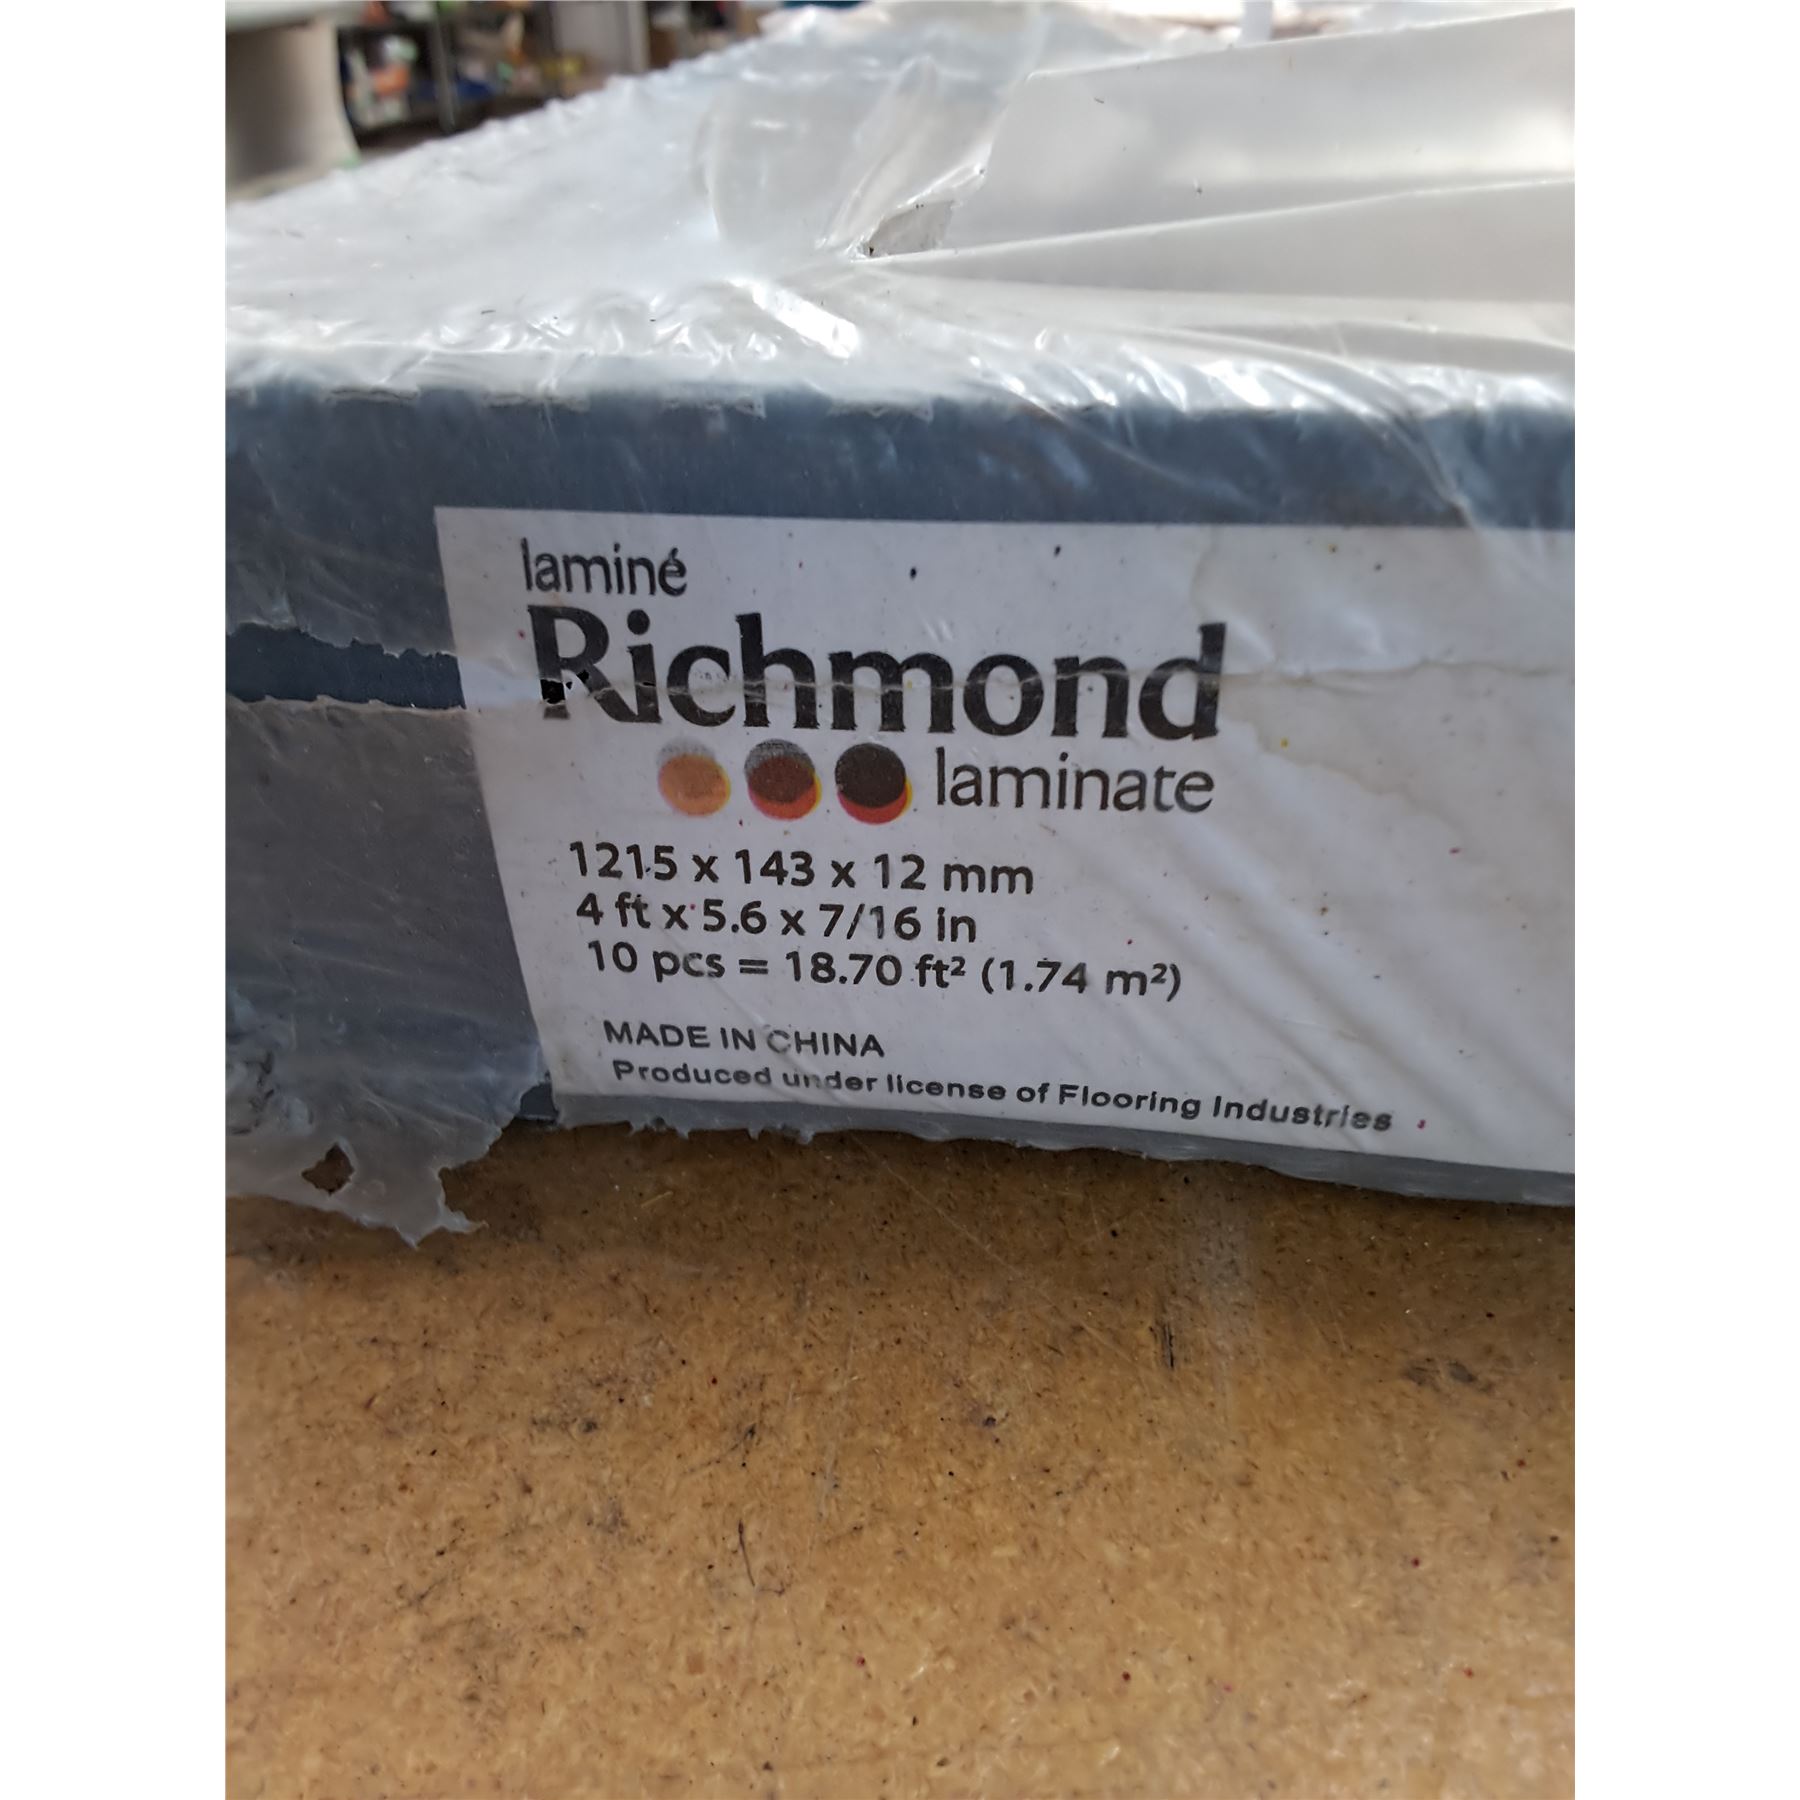 laminé
Richmond
laminate
1215 x 143 x 12 mm
4 ft x 5.6 x 7/16 in
10 pcs = 18.70 ft² (1.74 m²)
MADE IN CHINA
Produced under license of Flooring Industries